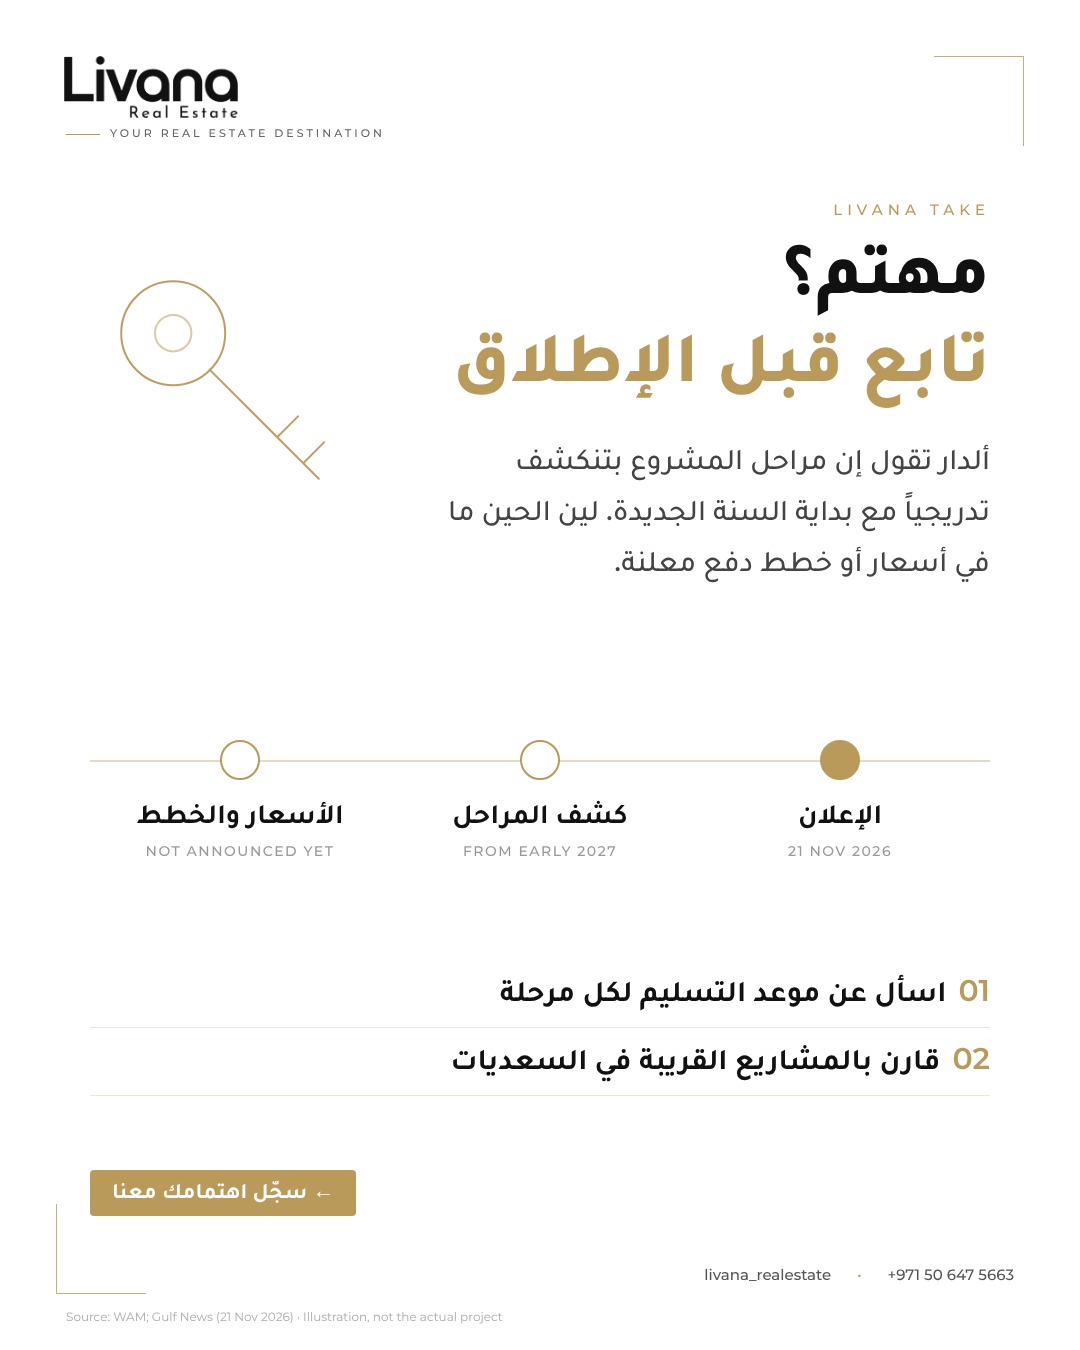 Livana
Real Estate
YOUR REAL ESTATE DESTINATION
LIVANA TAKE
مهتم؟
تابع قبل الإطلاق
ألدار تقول إن مراحل المشروع بتنكشف
تدريجياً مع بداية السنة الجديدة. لين الحين ما
في أسعار أو خطط دفع معلنة.
الإعلان
21 NOV 2026
كشف المراحل
FROM EARLY 2027
الأسعار والخطط
NOT ANNOUNCED YET
01 اسأل عن موعد التسليم لكل مرحلة
02 قارن بالمشاريع القريبة في السعديات
سجّل اهتمامك معنا ←
livana_realestate · +971 50 647 5663
Source: WAM; Gulf News (21 Nov 2026) · Illustration, not the actual project